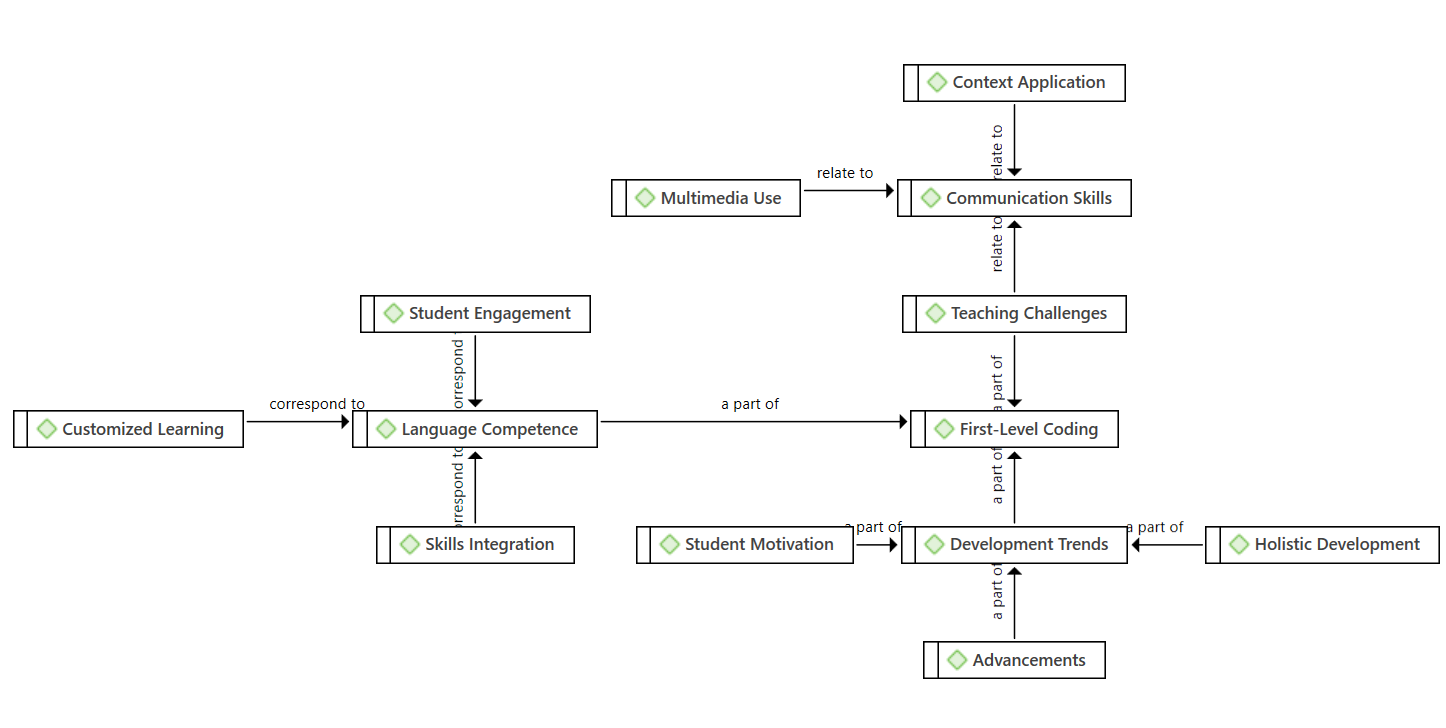 Context Application
relate to
relate to
Multimedia Use
Communication Skills
relate to
Student Engagement
Teaching Challenges
correspond
a part of
correspond to
a part of
Customized Learning
Language Competence
First-Level Coding
correspond to
a part of
Skills Integration
a part of
a part of
Student Motivation
Development Trends
Holistic Development
a part of
Advancements